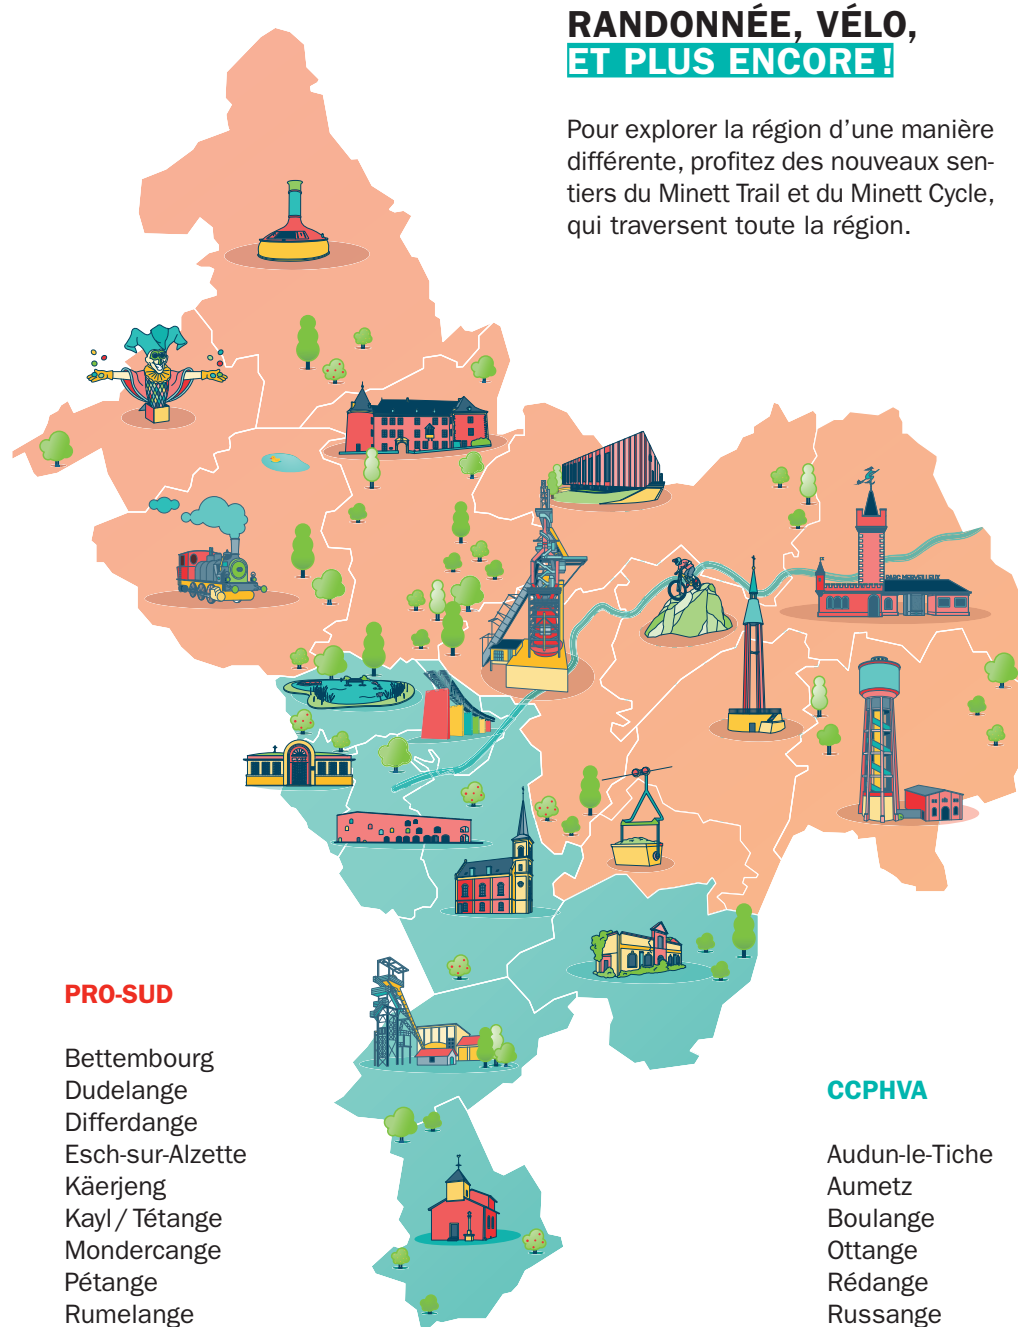 RANDONNÉE, VÉLO,
ET PLUS ENCORE !
Pour explorer la région d’une manière
différente, profitez des nouveaux sen-
tiers du Minett Trail et du Minett Cycle,
qui traversent toute la région.
PRO-SUD
Bettembourg
Dudelange
Differdange
Esch-sur-Alzette
Käerjeng
Kayl / Tétange
Mondercange
Pétange
Rumelange
CCPHVA
Audun-le-Tiche
Aumetz
Boulange
Ottange
Rédange
Russange